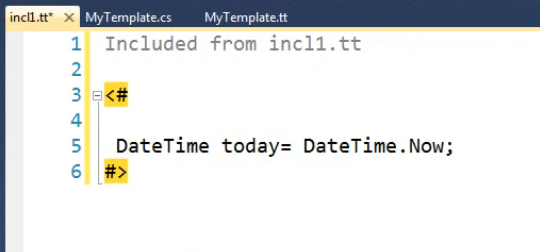 incl1.tt* MyTemplate.cs MyTemplate.tt
1 Included from incl1.tt
2
3 <#
4
5 DateTime today= DateTime.Now;
6 #>